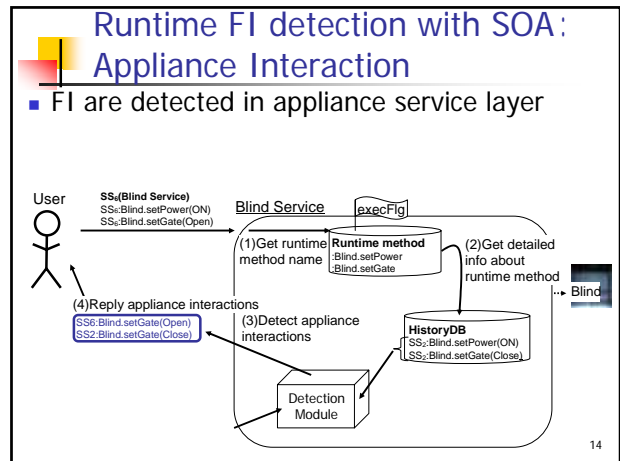 Runtime FI detection with SOA:
Appliance Interaction
FI are detected in appliance service layer
User
SS₆(Blind Service)
SS₆:Blind.setPower(ON)
SS₆:Blind.setGate(Open)
Blind Service
execFlg
(1)Get runtime
method name
Runtime method
:Blind.setPower
:Blind.setGate
(2)Get detailed
info about
runtime method
Blind
(4)Reply appliance interactions
SS6:Blind.setGate(Open)
SS2:Blind.setGate(Close)
(3)Detect appliance
interactions
HistoryDB
SS₂:Blind.setPower(ON)
SS₂:Blind.setGate(Close)
Detection
Module
14